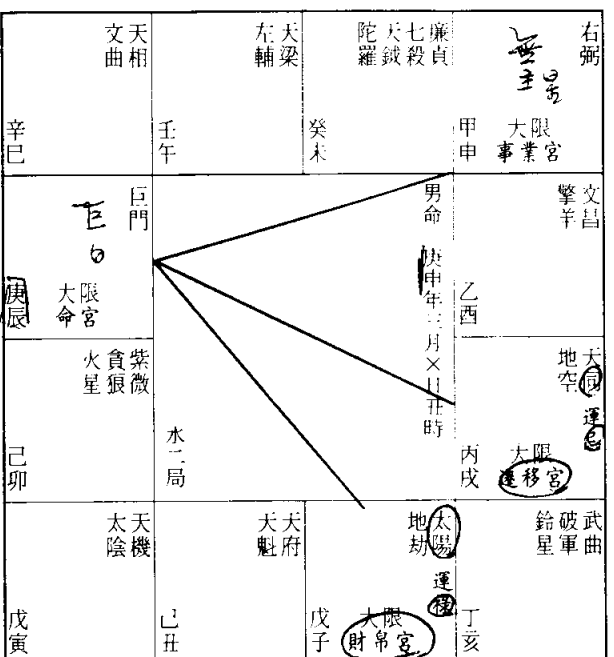 天相
文曲
辛巳
天梁
左輔
壬午
廉貞
七殺
天鉞
陀羅
癸未
右弼
無主星
大限
事業宮
甲申
巨門
巨
大限
命宮
庚辰
男命
庚申年三月×日丑時
水二局
文昌
擎羊
乙酉
紫微
貪狼
火星
己卯
天同
地空
運忌
大限
遷移宮
丙戌
天機
太陰
戊寅
天府
天魁
己丑
太陽
地劫
運祿
大限
財帛宮
戊子
武曲
破軍
鈴星
丁亥